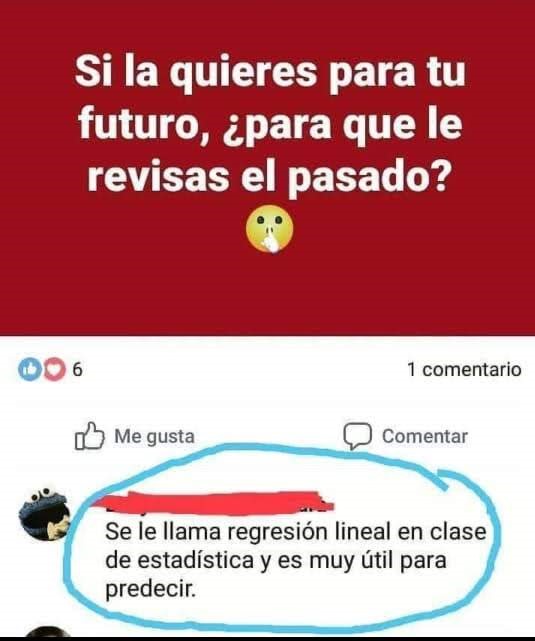 Si la quieres para tu
futuro, ¿para que le
revisas el pasado?
6
1 comentario
Me gusta
Comentar
Se le llama regresión lineal en clase
de estadística y es muy útil para
predecir.